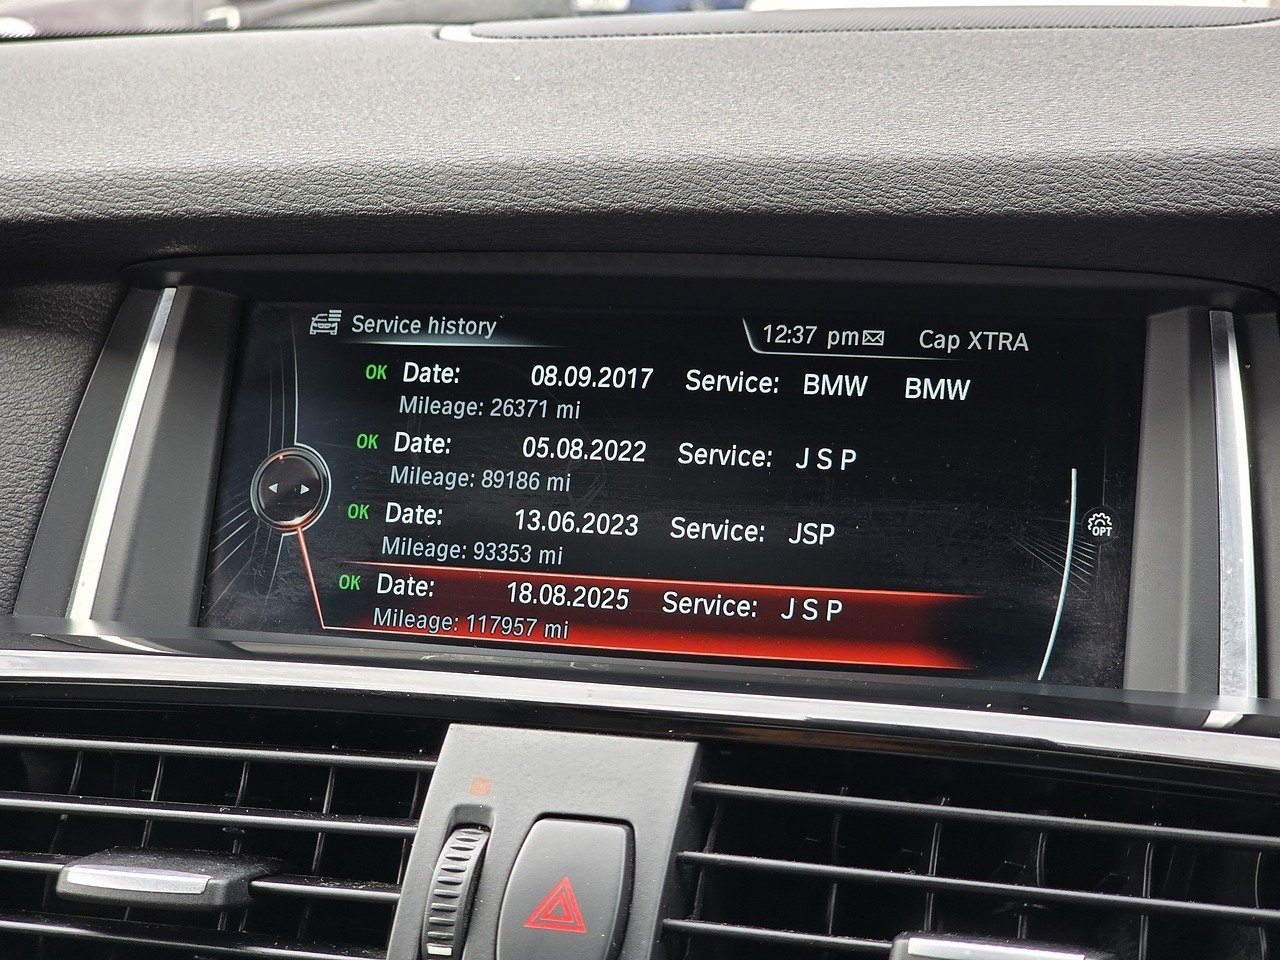 Service history
12:37 pm Cap XTRA
OK Date: 08.09.2017 Service: BMW BMW
Mileage: 26371 mi
OK Date: 05.08.2022 Service: J S P
Mileage: 89186 mi
OK Date: 13.06.2023 Service: JSP
Mileage: 93353 mi
OPT
OK Date: 18.08.2025 Service: J S P
Mileage: 117957 mi